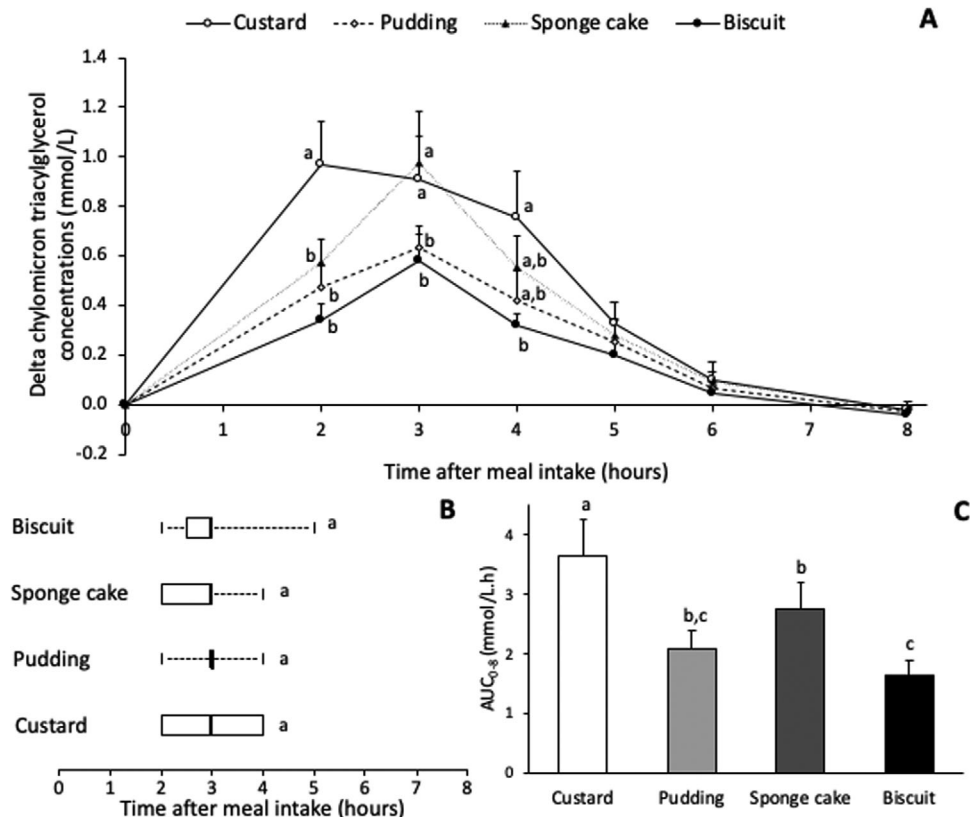 Custard Pudding Sponge cake Biscuit
A
1.4
1.2
1.0
0.8
0.6
0.4
0.2
0.0
-0.2
Delta chylomicron triacylglycerol
concentrations (mmol/L)
a
a
a
a
b
b
b
b
b
a,b
a,b
b
0 1 2 3 4 5 6 7 8
Time after meal intake (hours)
B
Biscuit a
Sponge cake a
Pudding a
Custard a
0 1 2 3 4 5 6 7 8
Time after meal intake (hours)
C
AUC0-8 (mmol/L.h)
4
3
2
1
0
a
b,c
b
c
Custard Pudding Sponge cake Biscuit